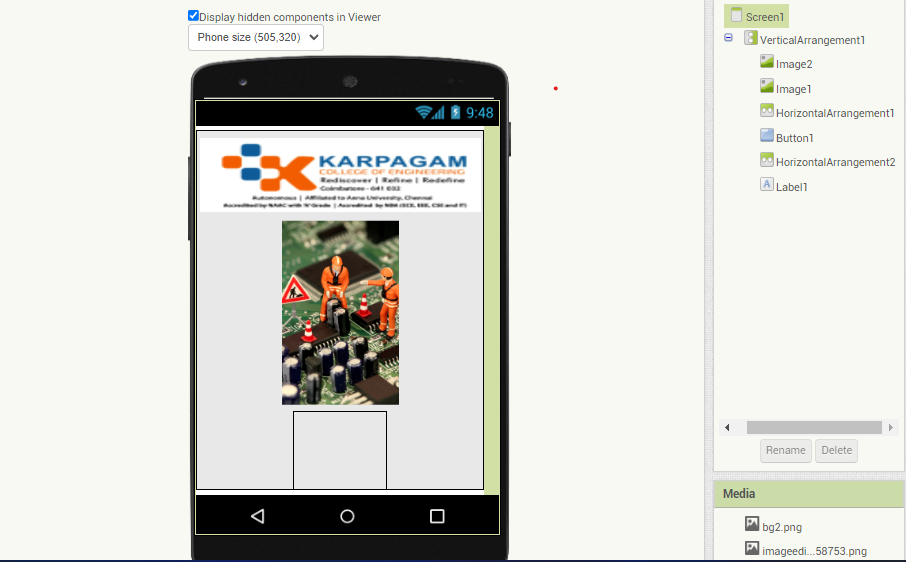 Display hidden components in Viewer
Phone size (505,320)
9:48
KARPAGAM
COLLEGE OF ENGINEERING
Rediscover | Refine | Redefine
Coimbatore - 641 032
Autonomous | Affiliated to Anna University, Chennai
Accredited by NAAC with 'A' Grade | Accredited by NBA (ECE, EEE, CSE and IT)
Screen1
VerticalArrangement1
Image2
Image1
HorizontalArrangement1
Button1
HorizontalArrangement2
A Label1
Rename
Delete
Media
bg2.png
imageedi...58753.png